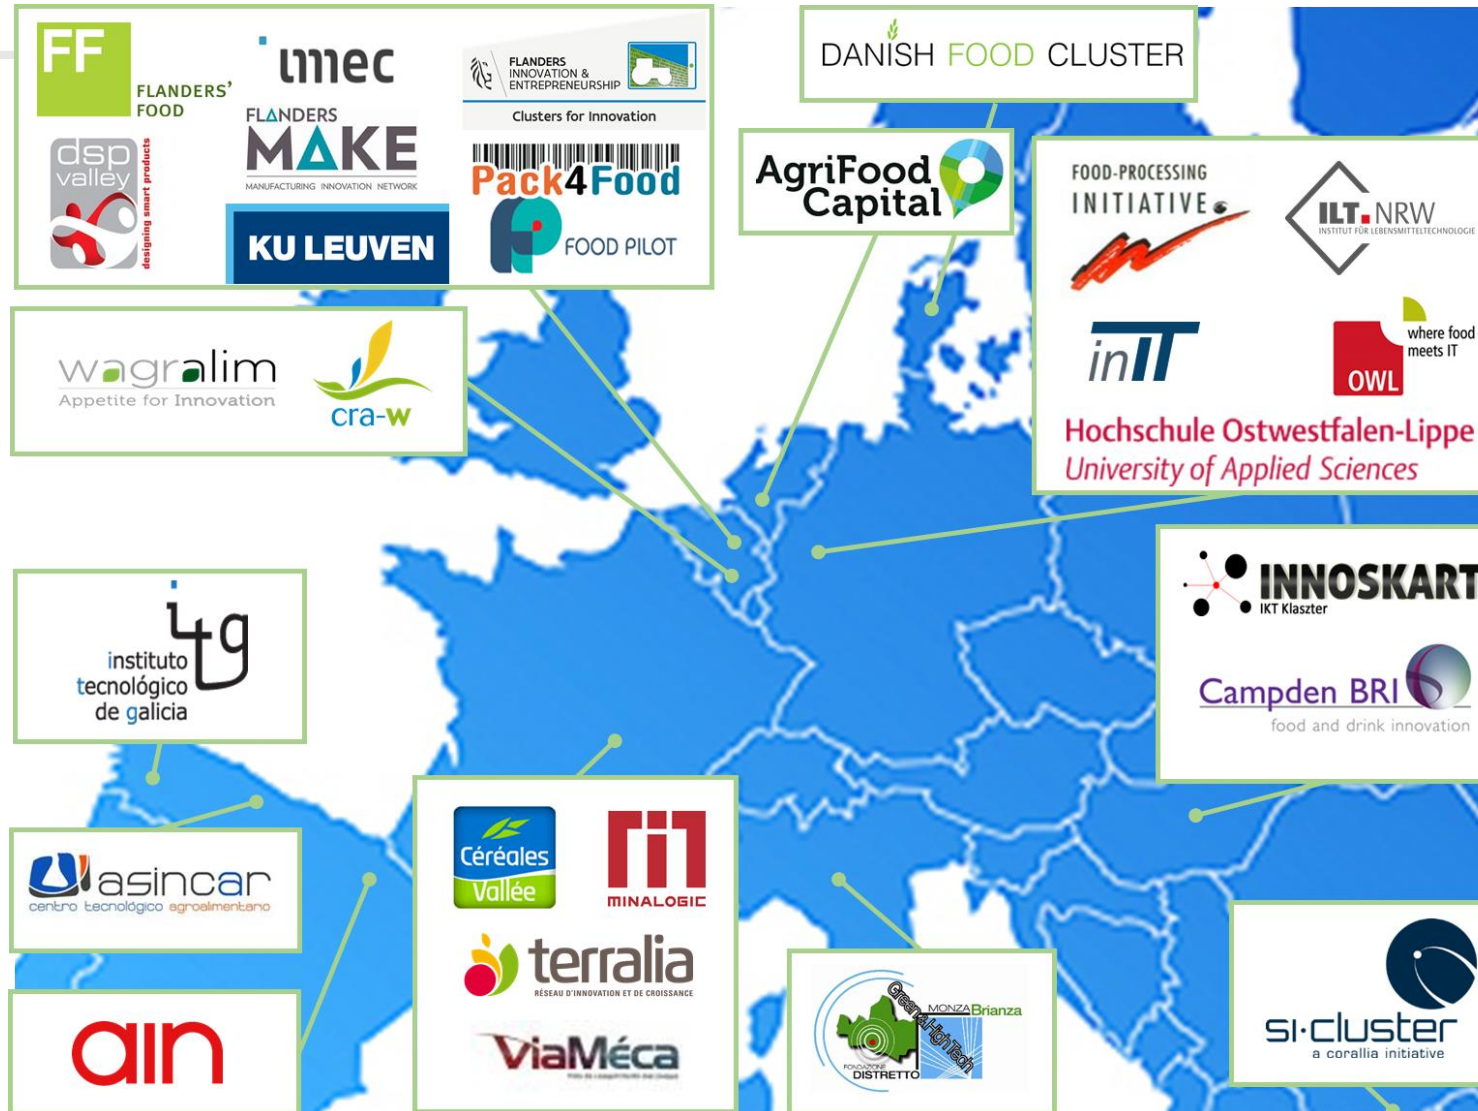 FF
FLANDERS'
FOOD
imec
FLANDERS
INNOVATION &
ENTREPRENEURSHIP
Clusters for Innovation
dsp
valley
designing smart products
FLANDERS
MAKE
MANUFACTURING INNOVATION NETWORK
Pack4Food
KU LEUVEN
FOOD PILOT
DANISH FOOD CLUSTER
AgriFood
Capital
FOOD-PROCESSING
INITIATIVE
ILT.NRW
INSTITUT FÜR LEBENSMITTELTECHNOLOGIE
inIT
OWL
where food
meets IT
Hochschule Ostwestfalen-Lippe
University of Applied Sciences
wagralim
Appetite for Innovation
cra-w
itg
instituto
tecnológico
de galicia
INNOSKART
IKT Klaszter
Campden BRI
food and drink innovation
asincar
centro tecnológico agroalimentario
ain
Céréales
Vallée
MINALOGIC
terralia
RÉSEAU D'INNOVATION ET DE CROISSANCE
ViaMéca
MONZA Brianza
Green & High Tech
FONDAZIONE
DISTRETTO
si-cluster
a corallia initiative